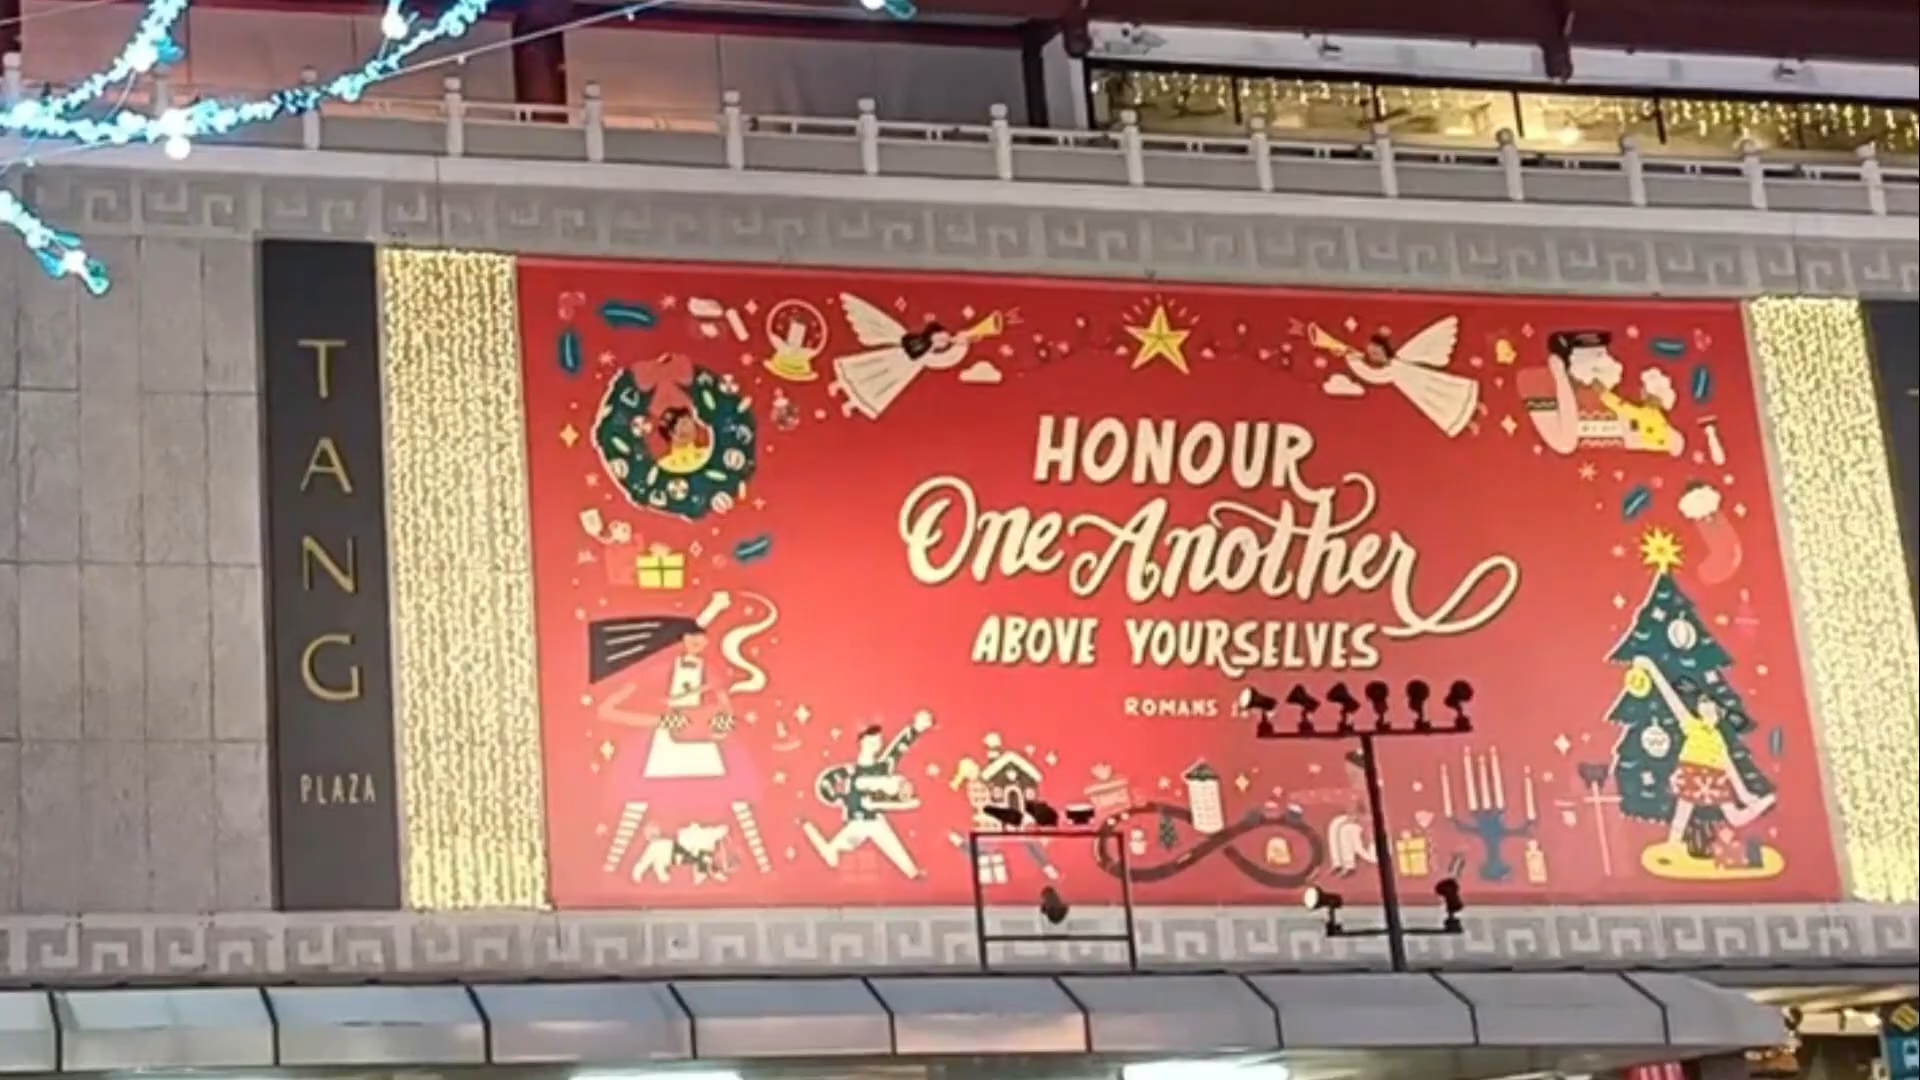 TANG
PLAZA
HONOUR
One Another
ABOVE YOURSELVES
ROMANS